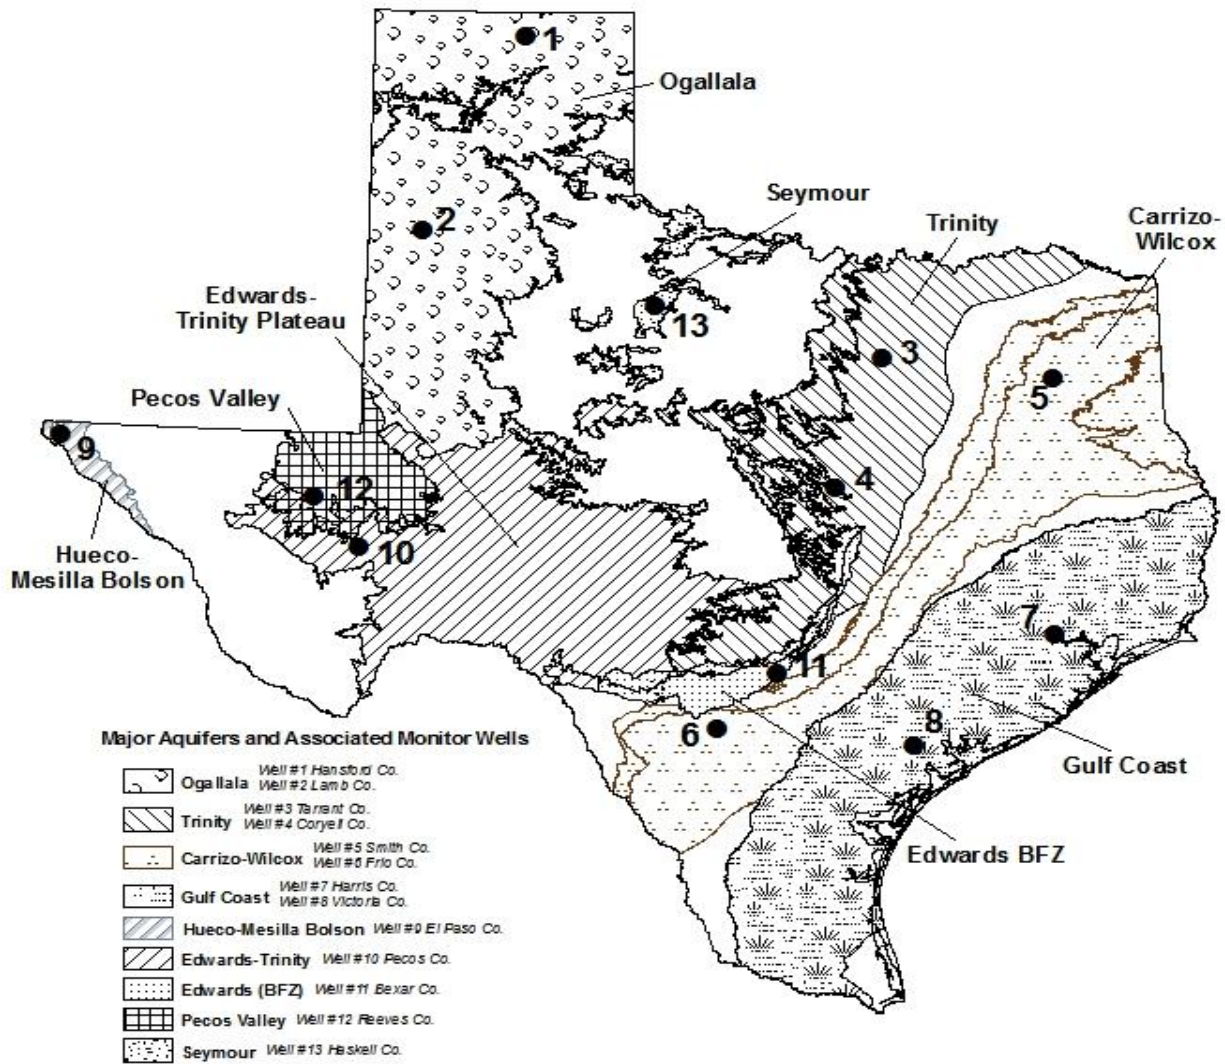 1
Ogallala
Seymour
Trinity
Carrizo-
Wilcox
2
Edwards-
Trinity Plateau
13
3
5
Pecos Valley
9
12
4
10
Hueco-
Mesilla Bolson
7
11
6
8
Gulf Coast
Edwards BFZ
Major Aquifers and Associated Monitor Wells
Ogallala Well #1 Hansford Co.
Well #2 Lamb Co.
Trinity Well #3 Tarrant Co.
Well #4 Coryell Co.
Carrizo-Wilcox Well #5 Smith Co.
Well #6 Frio Co.
Gulf Coast Well #7 Harris Co.
Well #8 Victoria Co.
Hueco-Mesilla Bolson Well #9 El Paso Co.
Edwards-Trinity Well #10 Pecos Co.
Edwards (BFZ) Well #11 Bexar Co.
Pecos Valley Well #12 Reeves Co.
Seymour Well #13 Haskell Co.